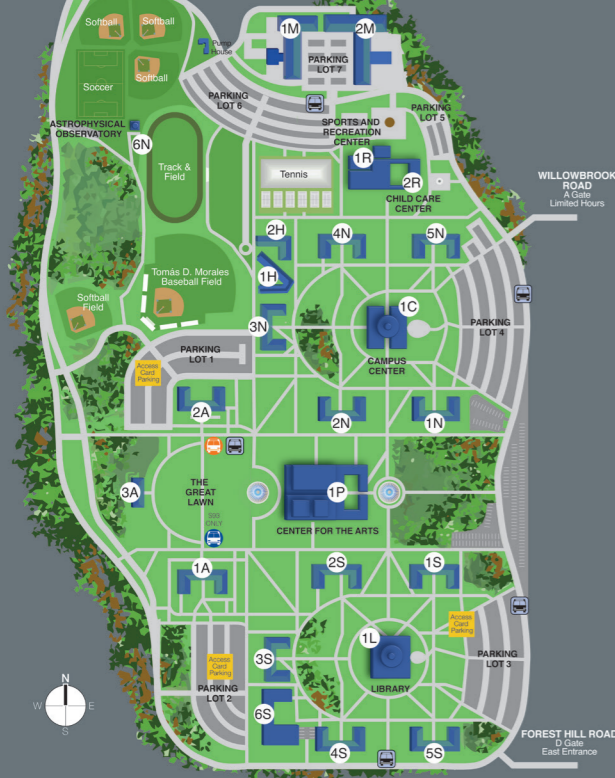 Softball
Softball
1M
2M
Pump
House
PARKING
LOT 7
Softball
Soccer
PARKING
LOT 6
PARKING
LOT 5
ASTROPHYSICAL
OBSERVATORY
6N
SPORTS AND
RECREATION
CENTER
1R
Track &
Field
Tennis
2R
CHILD CARE
CENTER
WILLOWBROOK
ROAD
A Gate
Limited Hours
2H
4N
5N
Tomás D. Morales
Baseball Field
1H
Softball
Field
1C
3N
PARKING
LOT 4
PARKING
LOT 1
CAMPUS
CENTER
Access
Card
Parking
2A
2N
1N
3A
THE
GREAT
LAWN
1P
S93
ONLY
CENTER FOR THE ARTS
1A
2S
1S
Access
Card
Parking
1L
3S
PARKING
LOT 3
Access
Card
Parking
PARKING
LOT 2
LIBRARY
6S
N
W
E
S
4S
5S
FOREST HILL ROAD
D Gate
East Entrance